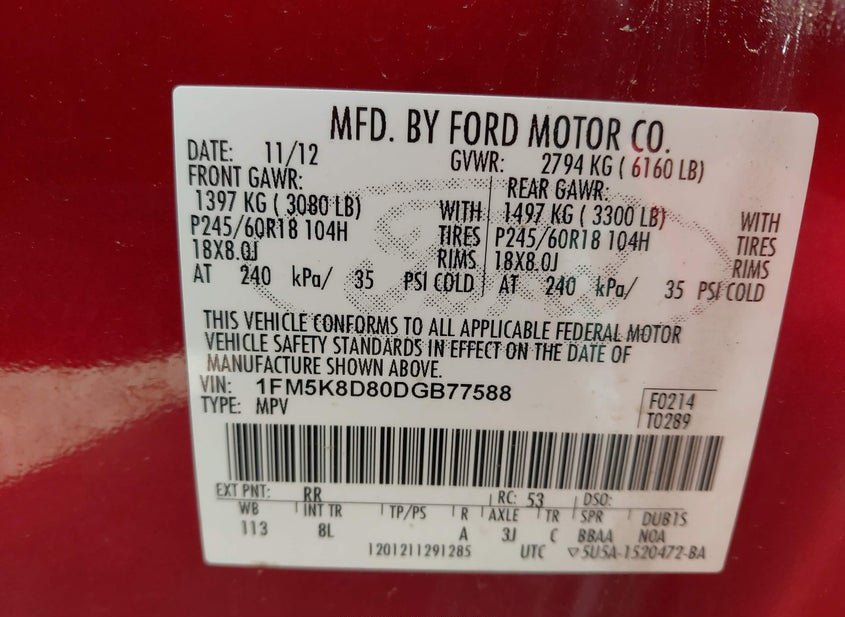 MFD. BY FORD MOTOR CO.
DATE: 11/12 GVWR: 2794 KG ( 6160 LB)
FRONT GAWR: REAR GAWR:
1397 KG ( 3080 LB) WITH 1497 KG ( 3300 LB) WITH
P245/60R18 104H TIRES P245/60R18 104H TIRES
18X8.0J RIMS 18X8.0J RIMS
AT 240 kPa/ 35 PSI COLD AT 240 kPa/ 35 PSI COLD
THIS VEHICLE CONFORMS TO ALL APPLICABLE FEDERAL MOTOR
VEHICLE SAFETY STANDARDS IN EFFECT ON THE DATE OF
MANUFACTURE SHOWN ABOVE.
VIN: 1FM5K8D80DGB77588 F0214
TYPE: MPV T0289
EXT PNT: RR RC: 53 DSO:
WB INT TR TP/PS R AXLE TR SPR DUBTS
113 8L A 3J C BBAA NOA
1201211291285 UTC ▽5U5A-1520472-BA